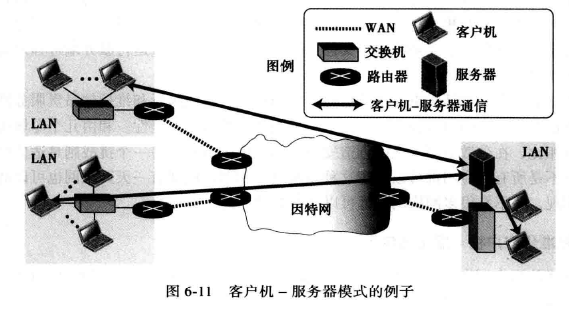 WAN
客户机
图例
交换机
服务器
路由器
客户机-服务器通信
LAN
LAN
LAN
因特网
图 6-11 客户机 – 服务器模式的例子